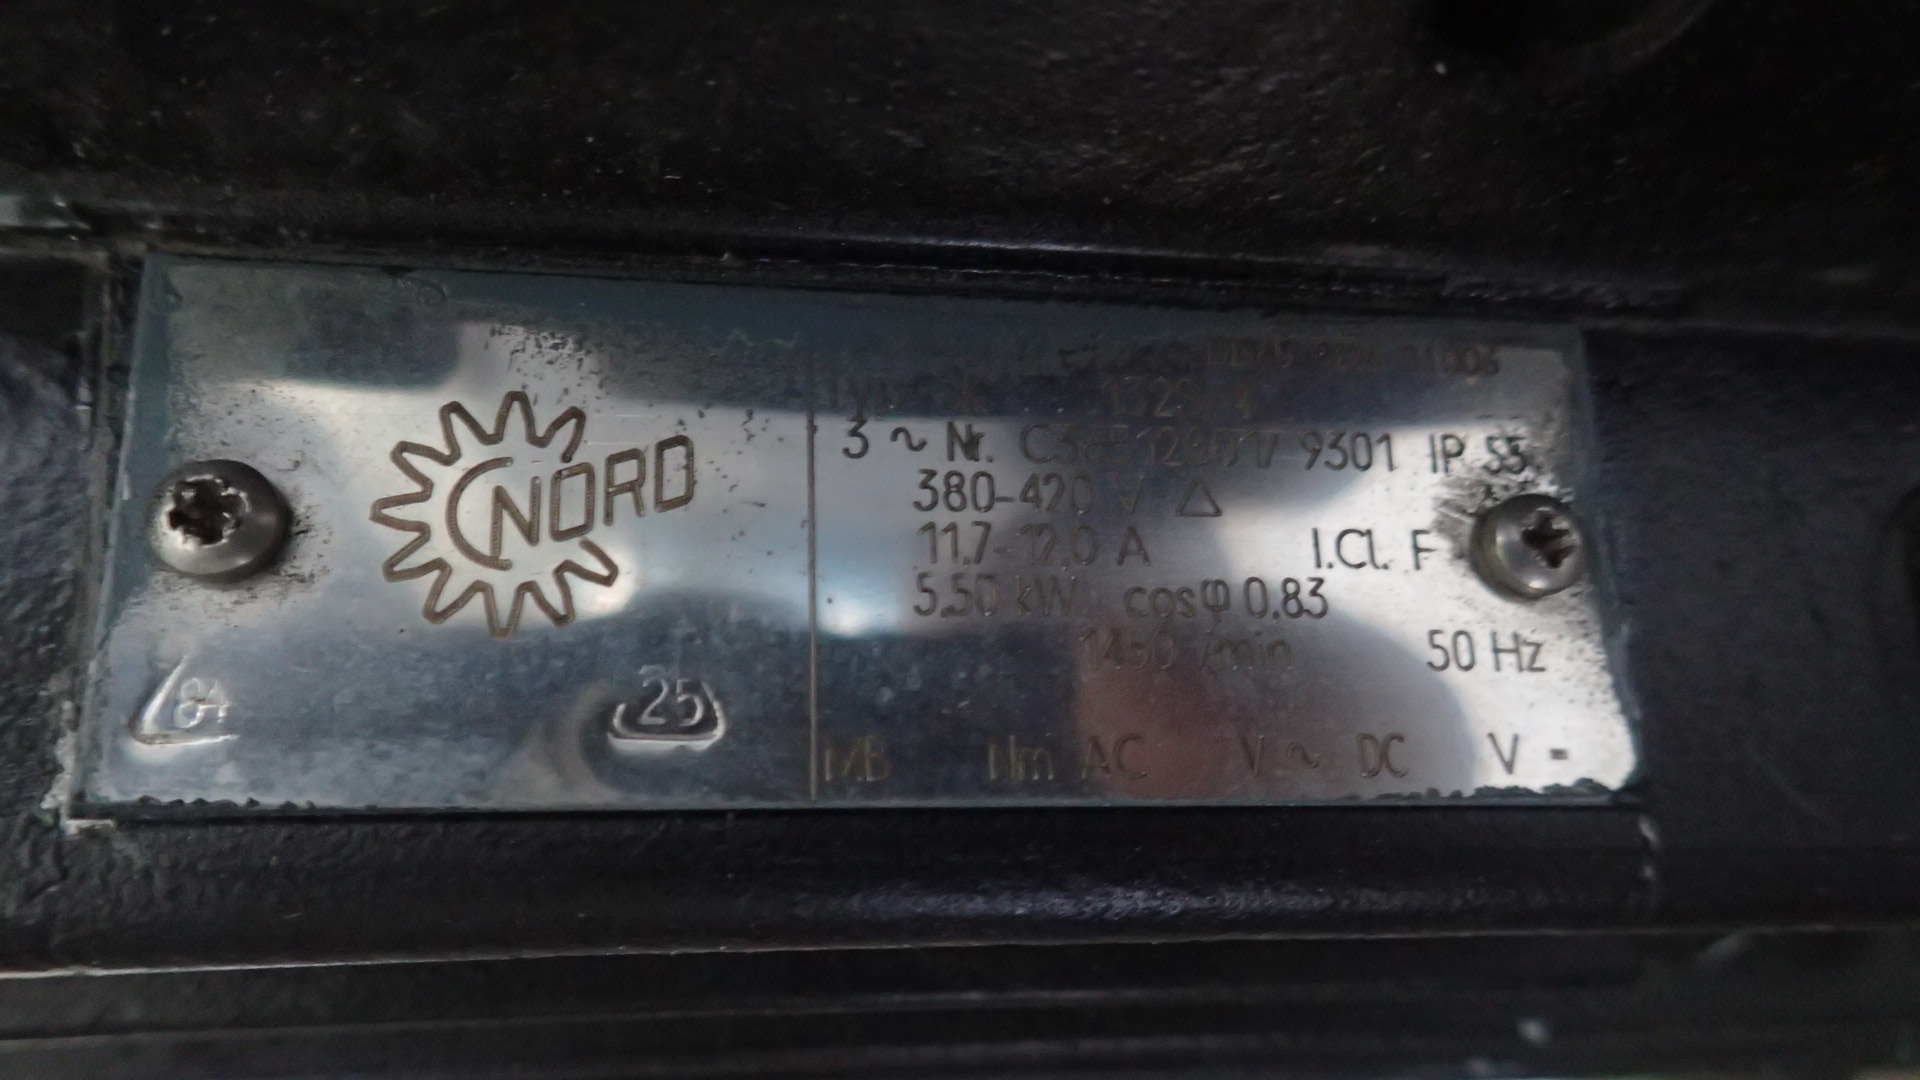 NORD
3 ~ Nr. 9301 IP 55
380-420 V △
11.7-12.0 A I.Cl. F
5.50 kW cosφ 0.83
1450 /min 50 Hz
84
25
Nm AC V ~ DC V =